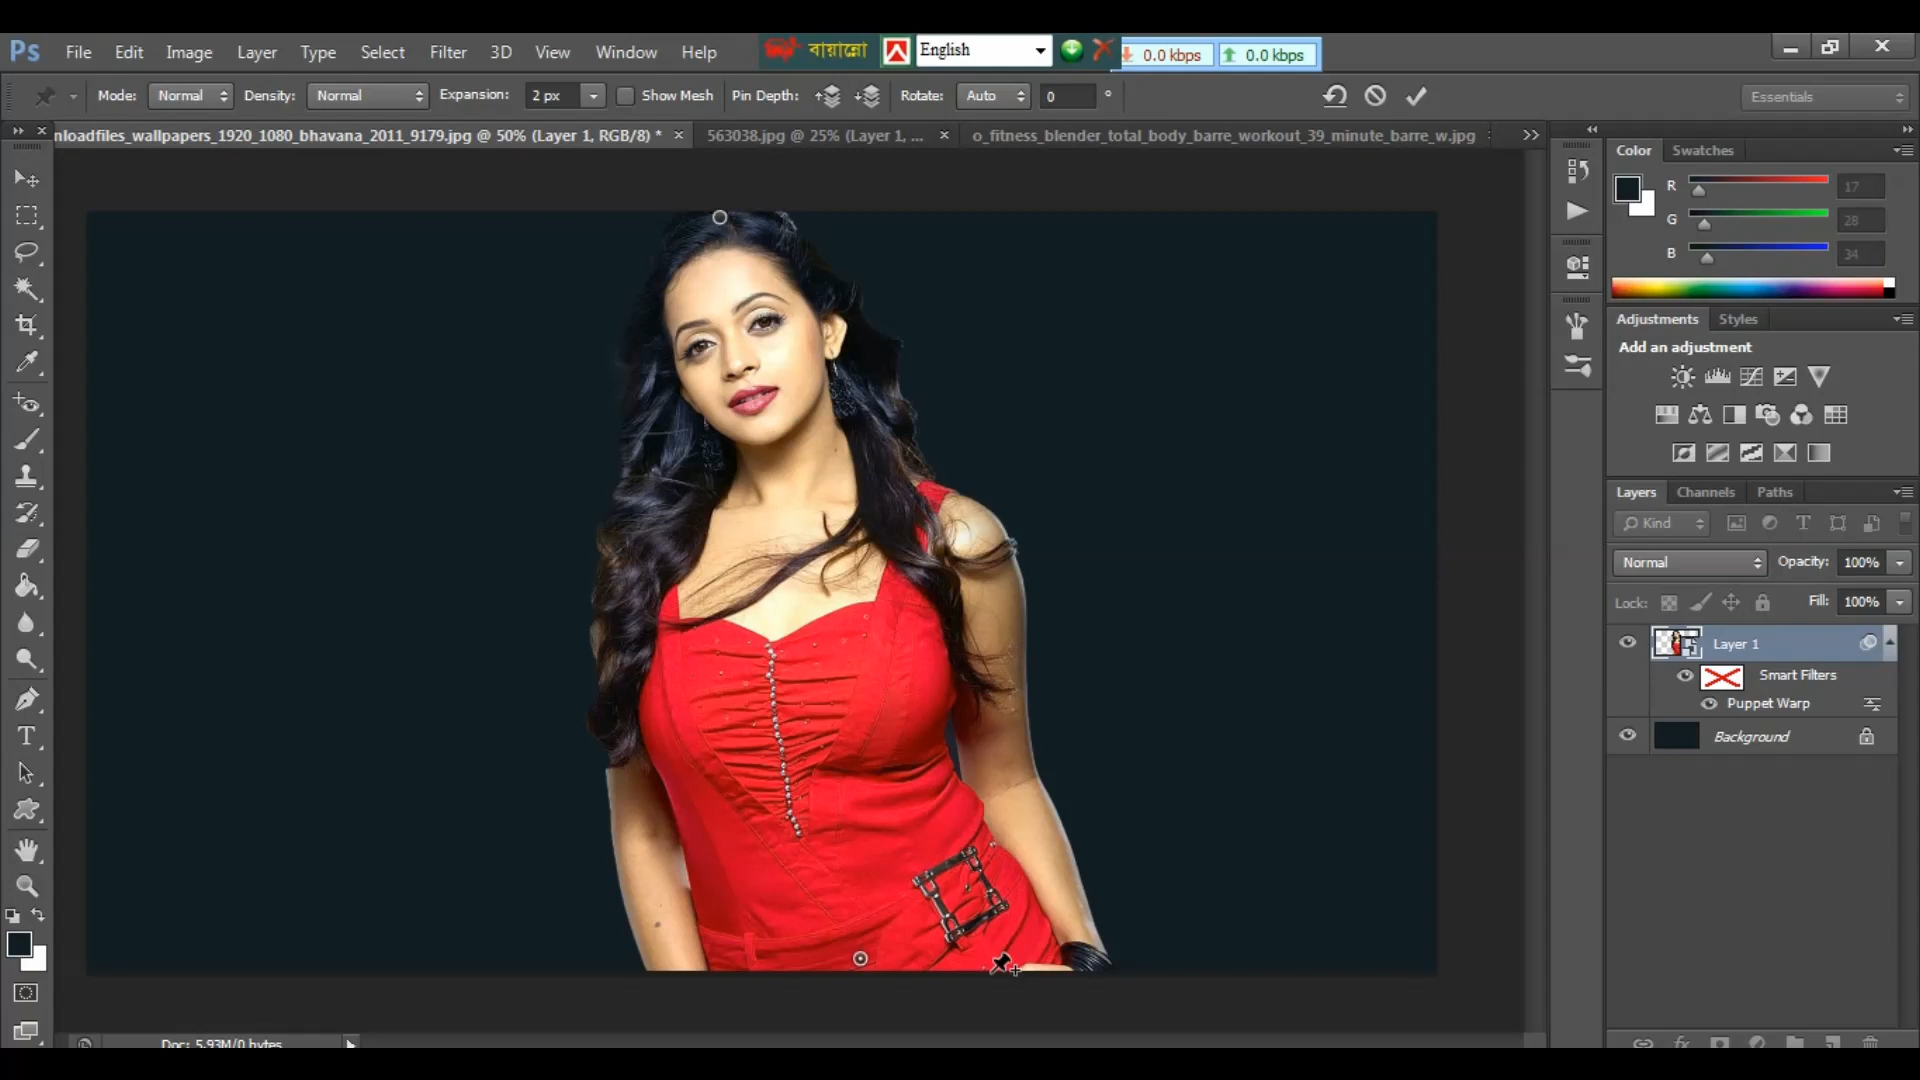 Ps File Edit Image Layer Type Select Filter 3D View Window Help বায়ান্নো English 0.0 kbps 0.0 kbps
Mode: Normal Density: Normal Expansion: 2 px Show Mesh Pin Depth: Rotate: Auto 0 ° Essentials
nloadfiles_wallpapers_1920_1080_bhavana_2011_9179.jpg @ 50% (Layer 1, RGB/8) * 563038.jpg @ 25% (Layer 1, ... o_fitness_blender_total_body_barre_workout_39_minute_barre_w.jpg
Color Swatches
R 17
G 28
B 34
Adjustments Styles
Add an adjustment
Layers Channels Paths
Kind
Normal Opacity: 100%
Lock: Fill: 100%
Layer 1
Smart Filters
Puppet Warp
Background
Doc: 5.93M/0 bytes